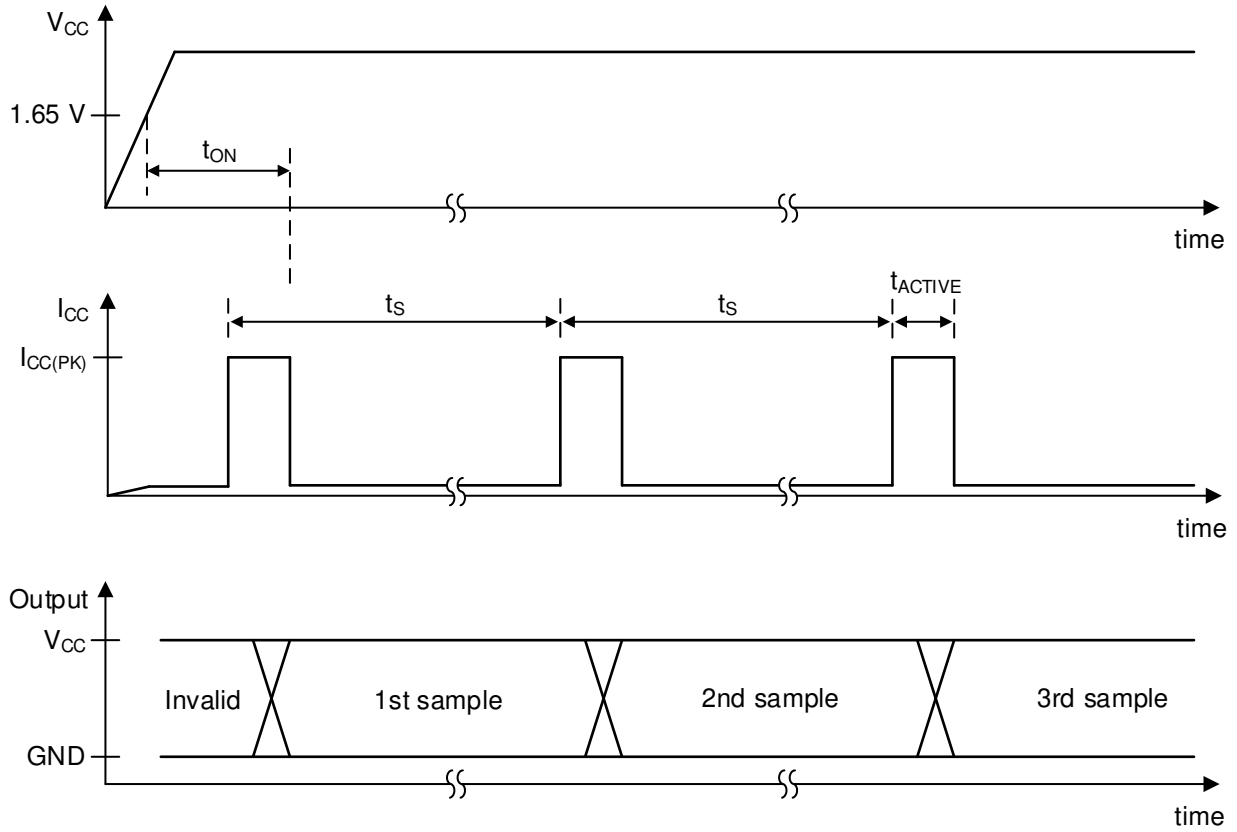 VCC
1.65 V
tON
time
ICC
ICC(PK)
tS
tS
tACTIVE
time
Output
VCC
Invalid
1st sample
2nd sample
3rd sample
GND
time